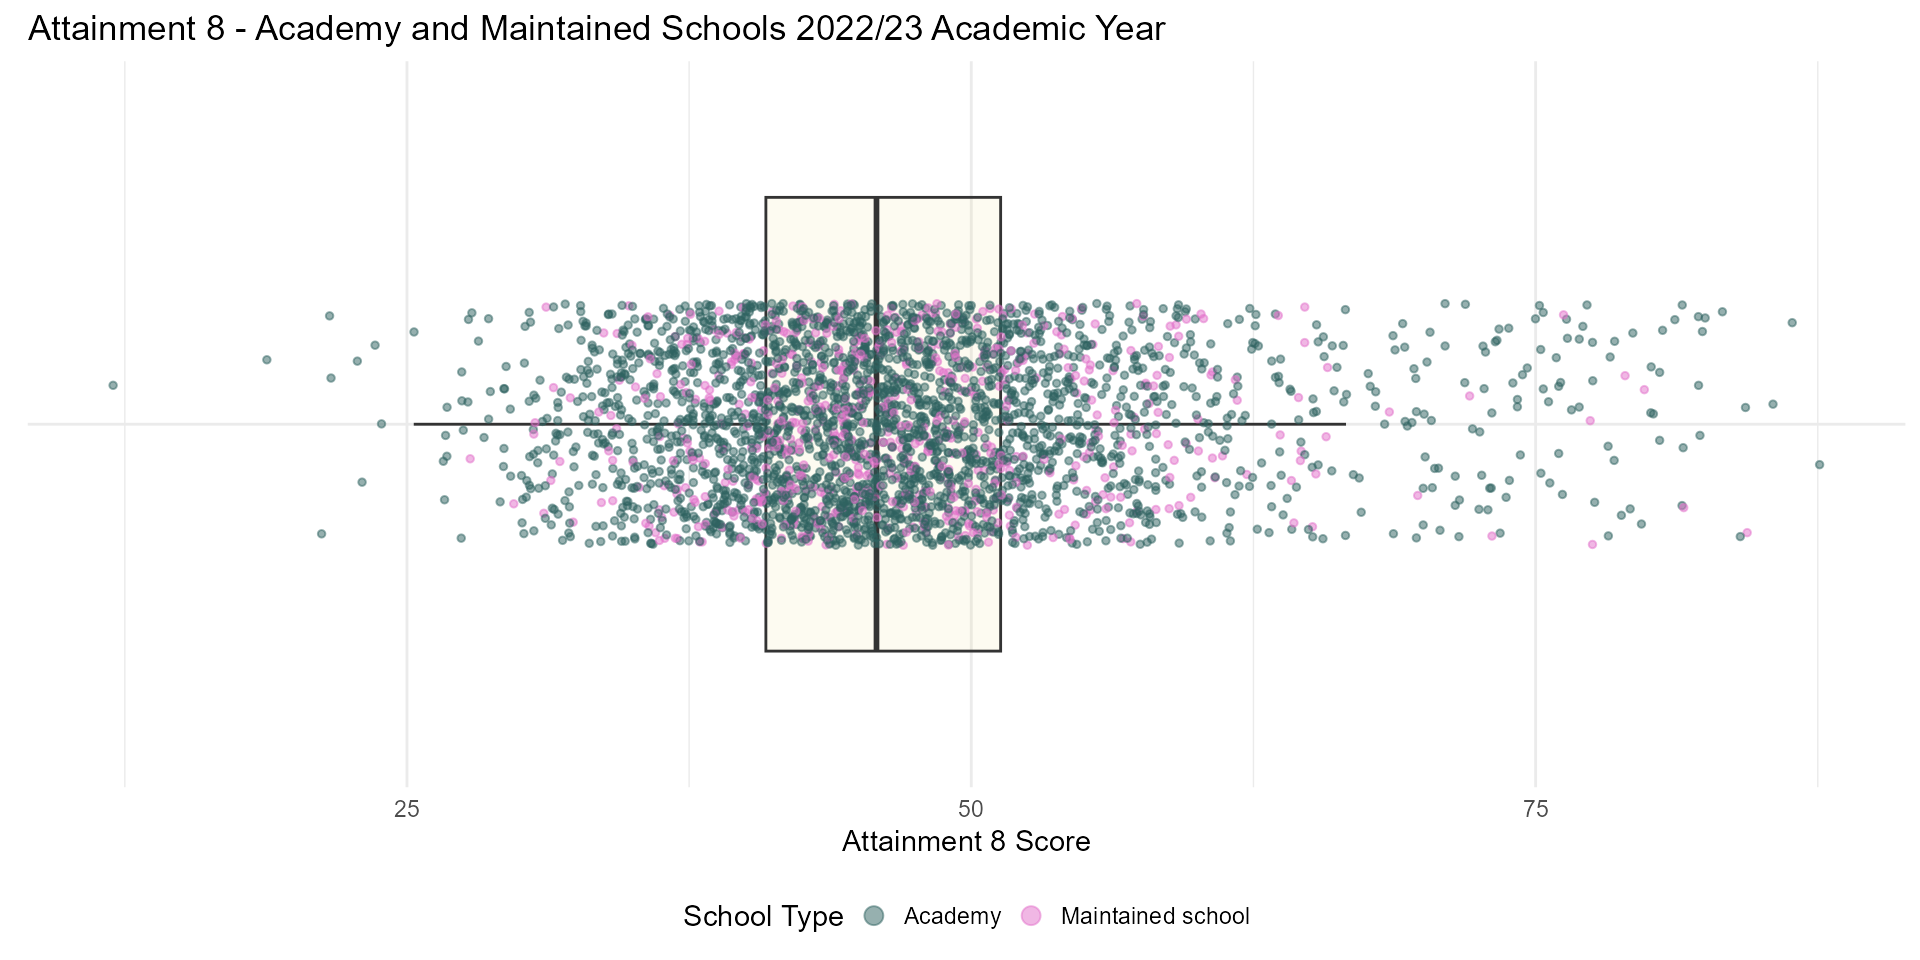 Attainment 8 - Academy and Maintained Schools 2022/23 Academic Year
25 50 75
Attainment 8 Score
School Type Academy Maintained school